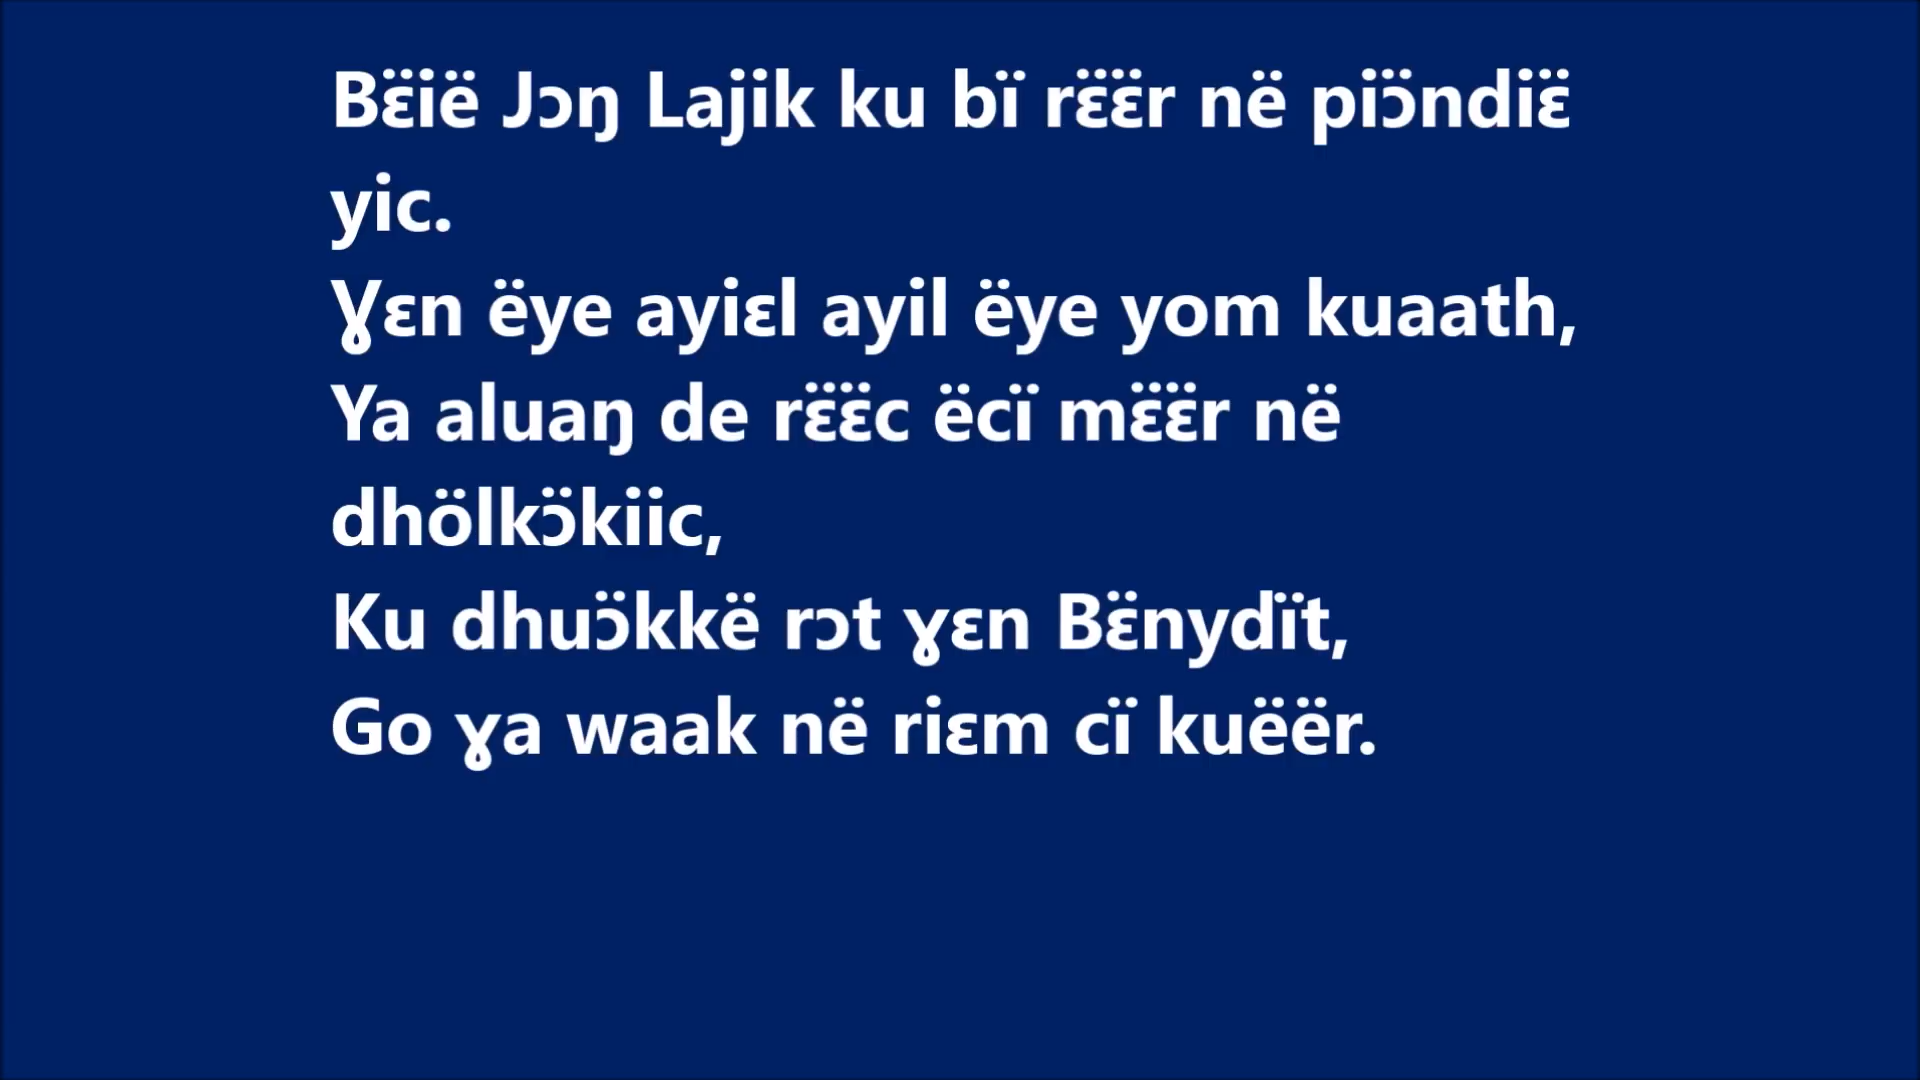 Bɛ̈ië Jɔŋ Lajik ku bï rɛ̈ɛ̈r në piɔ̈ndiɛ̈
yic.
Ɣɛn ëye ayiɛl ayil ëye yom kuaath,
Ya aluaŋ de rɛ̈ɛ̈c ëcï mɛ̈ɛ̈r në
dhölkɔ̈kiic,
Ku dhuɔ̈kkë rɔt ɣɛn Bɛ̈nydït,
Go ɣa waak në riɛm cï kuëër.